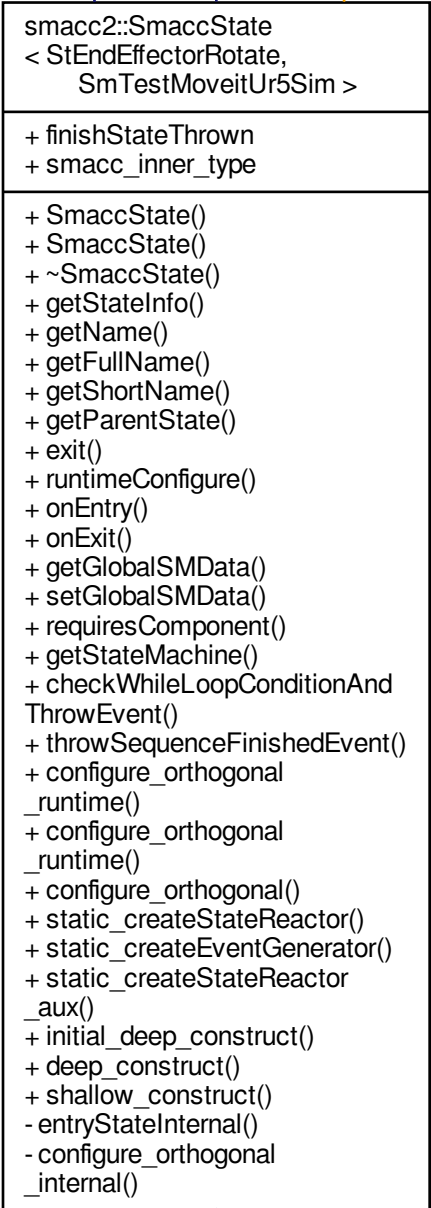 smacc2::SmaccState
< StEndEffectorRotate,
SmTestMoveitUr5Sim >
+ finishStateThrown
+ smacc_inner_type
+ SmaccState()
+ SmaccState()
+ ~SmaccState()
+ getStateInfo()
+ getName()
+ getFullName()
+ getShortName()
+ getParentState()
+ exit()
+ runtimeConfigure()
+ onEntry()
+ onExit()
+ getGlobalSMData()
+ setGlobalSMData()
+ requiresComponent()
+ getStateMachine()
+ checkWhileLoopConditionAnd
ThrowEvent()
+ throwSequenceFinishedEvent()
+ configure_orthogonal
_runtime()
+ configure_orthogonal
_runtime()
+ configure_orthogonal()
+ static_createStateReactor()
+ static_createEventGenerator()
+ static_createStateReactor
_aux()
+ initial_deep_construct()
+ deep_construct()
+ shallow_construct()
- entryStateInternal()
- configure_orthogonal
_internal()